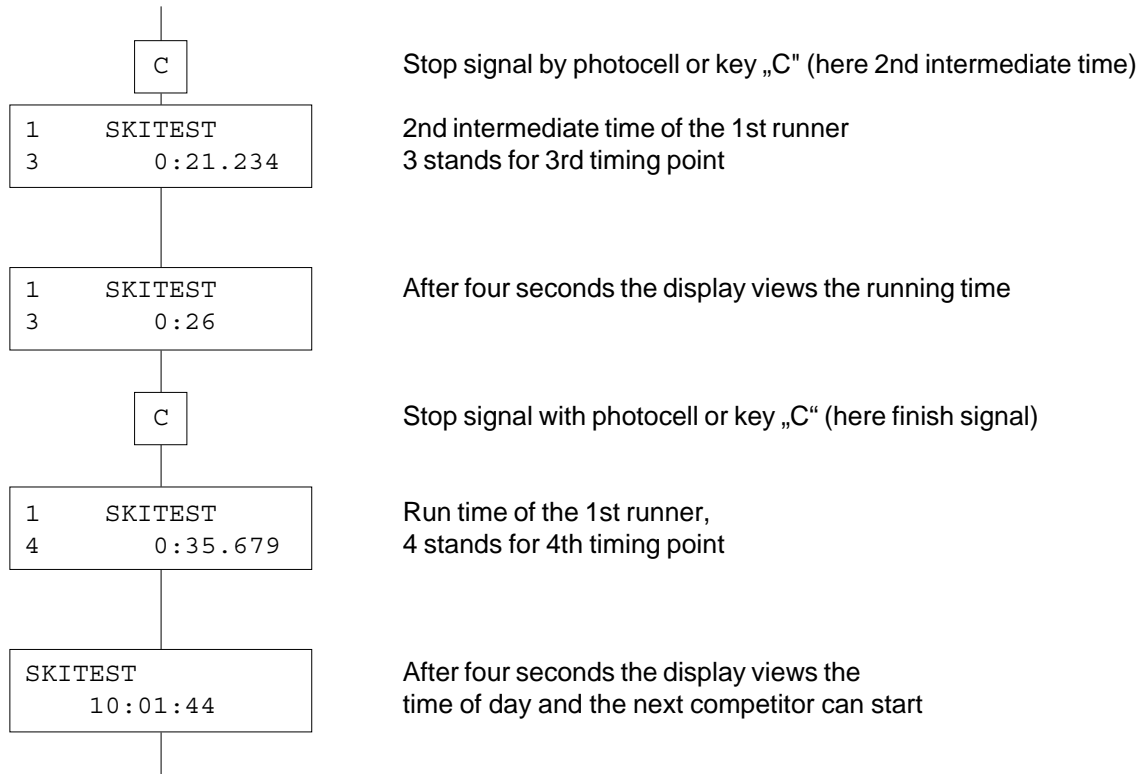 C
Stop signal by photocell or key „C" (here 2nd intermediate time)
1 SKITEST
3 0:21.234
2nd intermediate time of the 1st runner
3 stands for 3rd timing point
1 SKITEST
3 0:26
After four seconds the display views the running time
C
Stop signal with photocell or key „C“ (here finish signal)
1 SKITEST
4 0:35.679
Run time of the 1st runner,
4 stands for 4th timing point
SKITEST
10:01:44
After four seconds the display views the
time of day and the next competitor can start